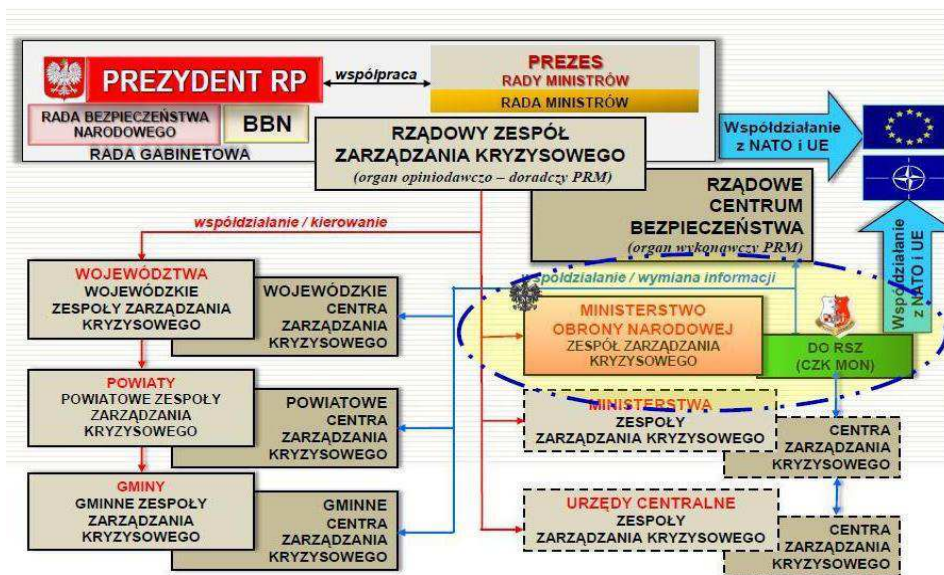 PREZYDENT RP
współpraca
PREZES
RADY MINISTRÓW
RADA MINISTRÓW
RADA BEZPIECZEŃSTWA
NARODOWEGO
BBN
RADA GABINETOWA
RZĄDOWY ZESPÓŁ
ZARZĄDZANIA KRYZYSOWEGO
(organ opiniodawczo – doradczy PRM)
Współdziałanie
z NATO i UE
RZĄDOWE
CENTRUM
BEZPIECZEŃSTWA
(organ wykonawczy PRM)
Współdziałanie
z NATO i UE
współdziałanie / kierowanie
współdziałanie / wymiana informacji
WOJEWÓDZTWA
WOJEWÓDZKIE
ZESPOŁY ZARZĄDZANIA
KRYZYSOWEGO
WOJEWÓDZKIE
CENTRA
ZARZĄDZANIA
KRYZYSOWEGO
MINISTERSTWO
OBRONY NARODOWEJ
ZESPÓŁ ZARZĄDZANIA
KRYZYSOWEGO
DO RSZ
(CZK MON)
POWIATY
POWIATOWE ZESPOŁY
ZARZĄDZANIA
KRYZYSOWEGO
POWIATOWE
CENTRA
ZARZĄDZANIA
KRYZYSOWEGO
MINISTERSTWA
ZESPOŁY
ZARZĄDZANIA KRYZYSOWEGO
CENTRA
ZARZĄDZANIA
KRYZYSOWEGO
GMINY
GMINNE ZESPOŁY
ZARZĄDZANIA
KRYZYSOWEGO
GMINNE
CENTRA
ZARZĄDZANIA
KRYZYSOWEGO
URZĘDY CENTRALNE
ZESPOŁY
ZARZĄDZANIA KRYZYSOWEGO
CENTRA
ZARZĄDZANIA
KRYZYSOWEGO